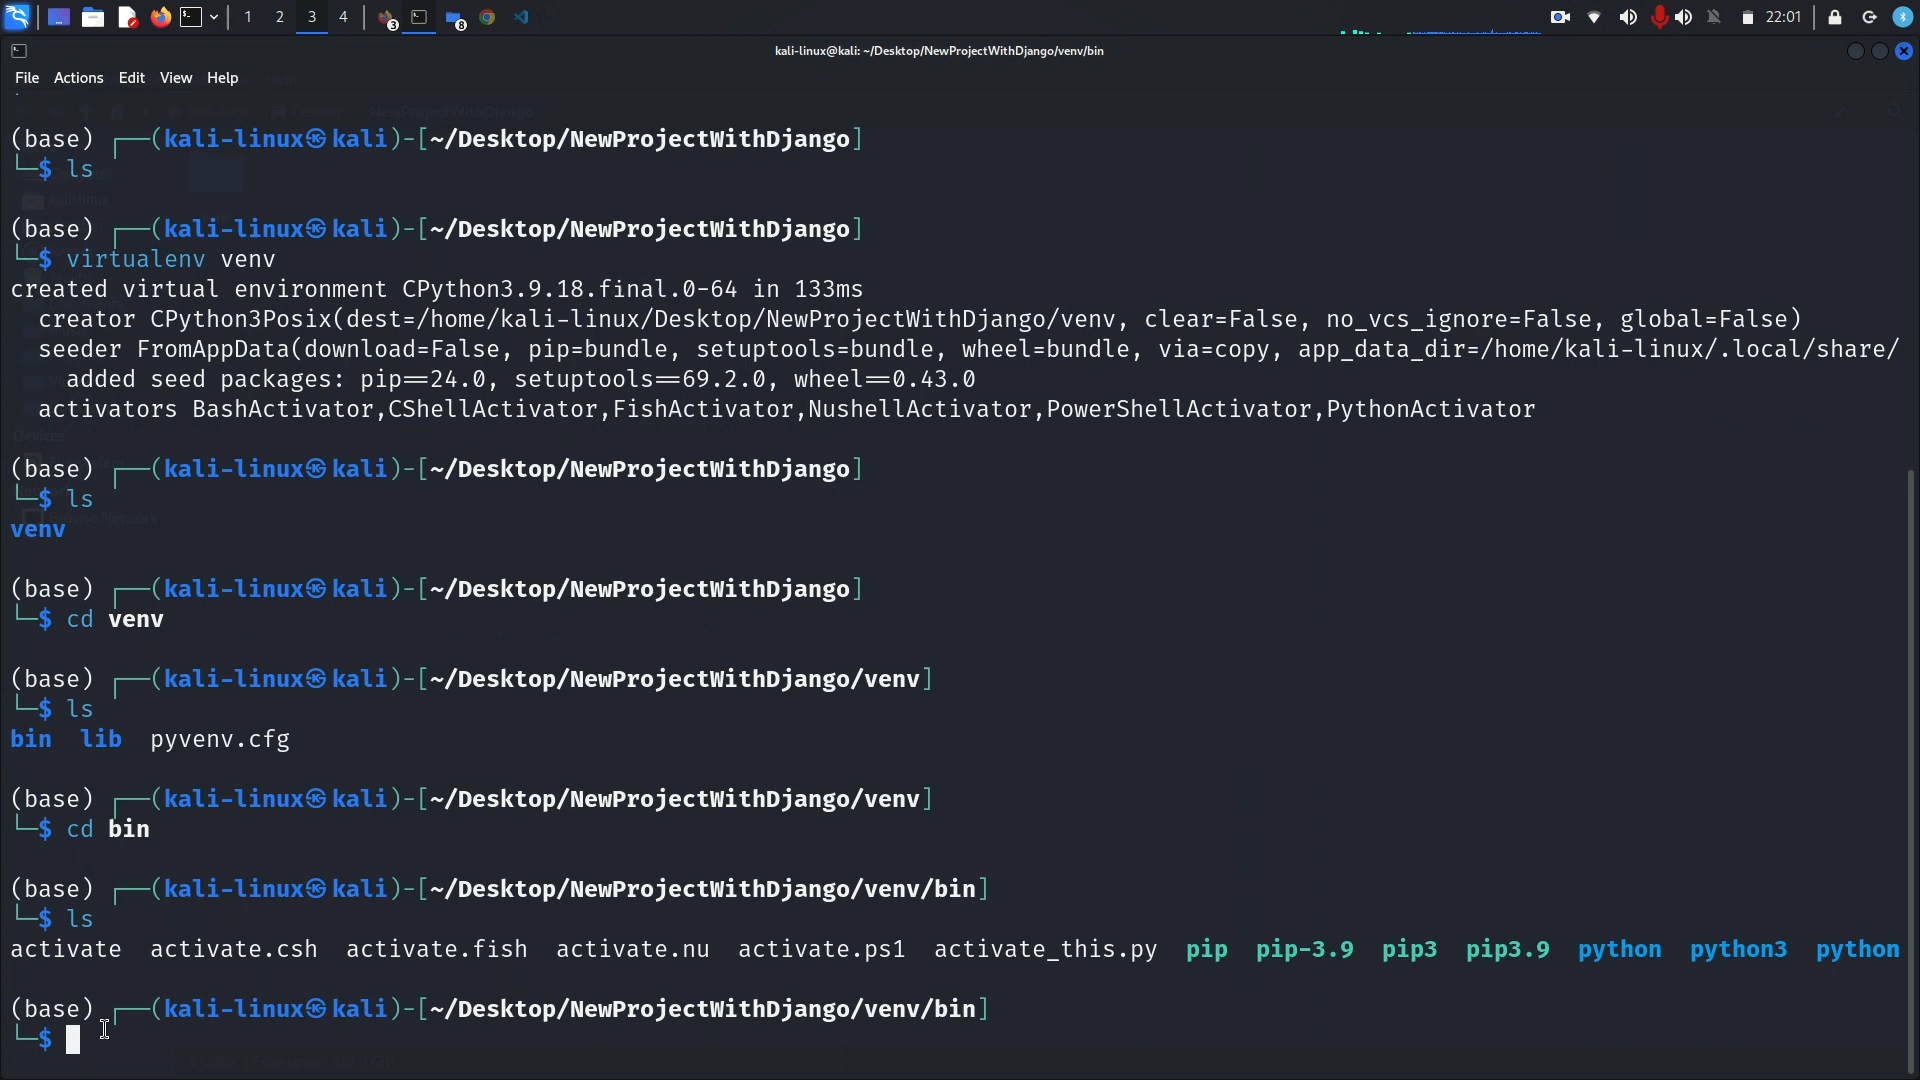 1 2 3 4 3 8 22:01
kali-linux@kali: ~/Desktop/NewProjectWithDjango/venv/bin
File Actions Edit View Help
(base) ┌──(kali-linux㉿kali)-[~/Desktop/NewProjectWithDjango]
└─$ ls
(base) ┌──(kali-linux㉿kali)-[~/Desktop/NewProjectWithDjango]
└─$ virtualenv venv
created virtual environment CPython3.9.18.final.0-64 in 133ms
creator CPython3Posix(dest=/home/kali-linux/Desktop/NewProjectWithDjango/venv, clear=False, no_vcs_ignore=False, global=False)
seeder FromAppData(download=False, pip=bundle, setuptools=bundle, wheel=bundle, via=copy, app_data_dir=/home/kali-linux/.local/share/
added seed packages: pip==24.0, setuptools==69.2.0, wheel==0.43.0
activators BashActivator,CShellActivator,FishActivator,NushellActivator,PowerShellActivator,PythonActivator
(base) ┌──(kali-linux㉿kali)-[~/Desktop/NewProjectWithDjango]
└─$ ls
venv
(base) ┌──(kali-linux㉿kali)-[~/Desktop/NewProjectWithDjango]
└─$ cd venv
(base) ┌──(kali-linux㉿kali)-[~/Desktop/NewProjectWithDjango/venv]
└─$ ls
bin lib pyvenv.cfg
(base) ┌──(kali-linux㉿kali)-[~/Desktop/NewProjectWithDjango/venv]
└─$ cd bin
(base) ┌──(kali-linux㉿kali)-[~/Desktop/NewProjectWithDjango/venv/bin]
└─$ ls
activate activate.csh activate.fish activate.nu activate.ps1 activate_this.py pip pip-3.9 pip3 pip3.9 python python3 python
(base) ┌──(kali-linux㉿kali)-[~/Desktop/NewProjectWithDjango/venv/bin]
└─$